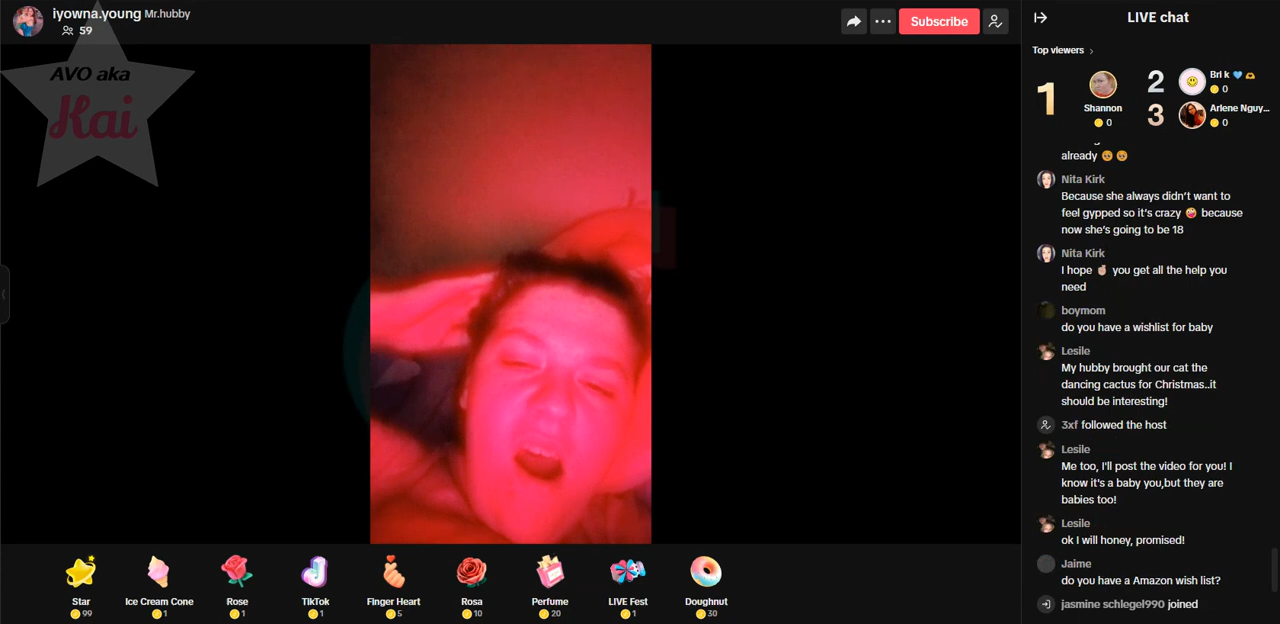 iyowna.young Mr.hubby
59
Subscribe
AVO aka
Kai
LIVE chat
Top viewers
1
Shannon
0
2
Bri k 💙 🫶
0
3
Arlene Nguy...
0
already 😡 😡
Nita Kirk
Because she always didn't want to
feel gypped so it's crazy 🤪 because
now she's going to be 18
Nita Kirk
I hope 🤞🏼 you get all the help you
need
boymom
do you have a wishlist for baby
Lesile
My hubby brought our cat the
dancing cactus for Christmas..it
should be interesting!
3xf followed the host
Lesile
Me too, I'll post the video for you! I
know it's a baby you,but they are
babies too!
Lesile
ok I will honey, promised!
Jaime
do you have a Amazon wish list?
jasmine schlegel990 joined
Star
99
Ice Cream Cone
1
Rose
1
TikTok
1
Finger Heart
5
Rosa
10
Perfume
20
LIVE Fest
1
Doughnut
30